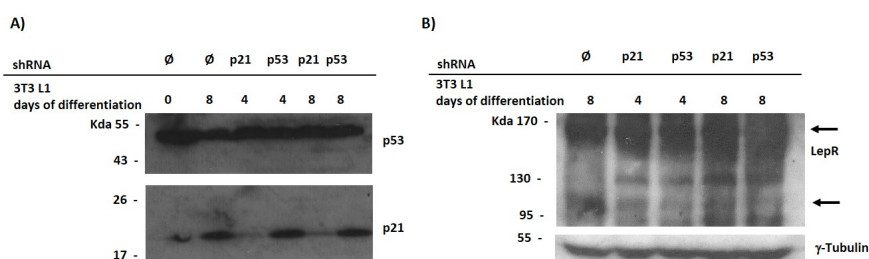 A)
shRNA Ø Ø p21 p53 p21 p53
3T3 L1
days of differentiation 0 8 4 4 8 8
Kda 55 -
p53
43 -
26 -
p21
17 -
B)
shRNA Ø p21 p53 p21 p53
3T3 L1
days of differentiation 8 4 4 8 8
Kda 170 -
LepR
130 -
95 -
55 -
γ-Tubulin